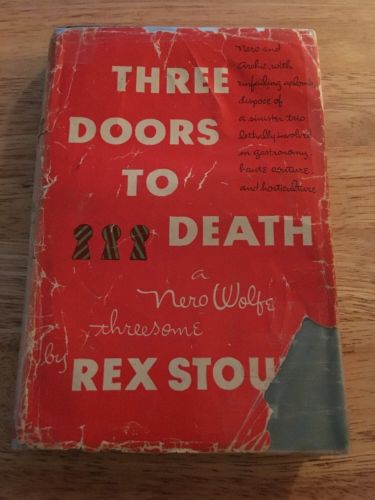 THREE
DOORS
TO
DEATH
Nero and
Archie, with
unfailing aplomb
dispose of
a sinister trio
lethally involved
in gastronomy
haute couture
and horticulture
a
Nero Wolfe
threesome
by REX STOU